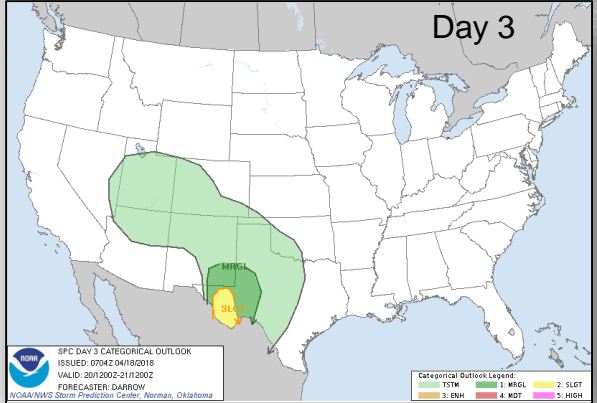 Day 3
MRGL
SLGT
NOAA
SPC DAY 3 CATEGORICAL OUTLOOK
ISSUED: 0704Z 04/18/2018
VALID: 20/1200Z-21/1200Z
FORECASTER: DARROW
NOAA/NWS Storm Prediction Center, Norman, Oklahoma
Categorical Outlook Legend:
TSTM 1: MRGL 2: SLGT
3: ENH 4: MDT 5: HIGH